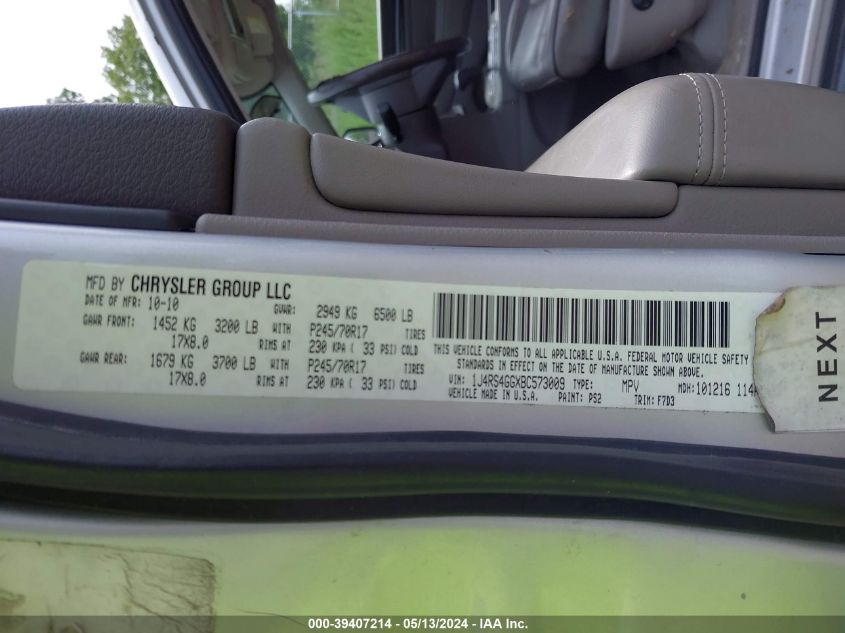 MFD BY CHRYSLER GROUP LLC
DATE OF MFR: 10-10 GVWR: 2949 KG 6500 LB
GAWR FRONT: 1452 KG 3200 LB WITH P245/70R17 TIRES
17X8.0 RIMS AT 230 KPA ( 33 PSI) COLD
GAWR REAR: 1679 KG 3700 LB WITH P245/70R17 TIRES
17X8.0 RIMS AT 230 KPA ( 33 PSI) COLD
THIS VEHICLE CONFORMS TO ALL APPLICABLE U.S.A. FEDERAL MOTOR VEHICLE SAFETY
STANDARDS IN EFFECT ON THE DATE OF MANUFACTURE SHOWN ABOVE.
VIN: 1J4RS4GGXBC573009 TYPE: MPV MDH: 101216
VEHICLE MADE IN U.S.A. PAINT: PS2 TRIM: F7D3
NEXT
000-39407214 - 05/13/2024 - IAA Inc.